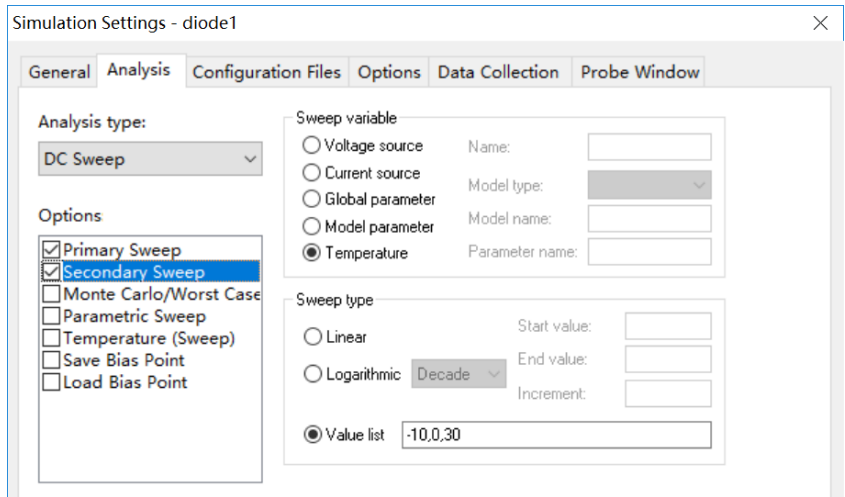 Simulation Settings - diode1
General Analysis Configuration Files Options Data Collection Probe Window
Analysis type:
DC Sweep
Options
Primary Sweep
Secondary Sweep
Monte Carlo/Worst Case
Parametric Sweep
Temperature (Sweep)
Save Bias Point
Load Bias Point
Sweep variable
Voltage source
Current source
Global parameter
Model parameter
Temperature
Name:
Model type:
Model name:
Parameter name:
Sweep type
Linear
Logarithmic Decade
Start value:
End value:
Increment:
Value list -10,0,30